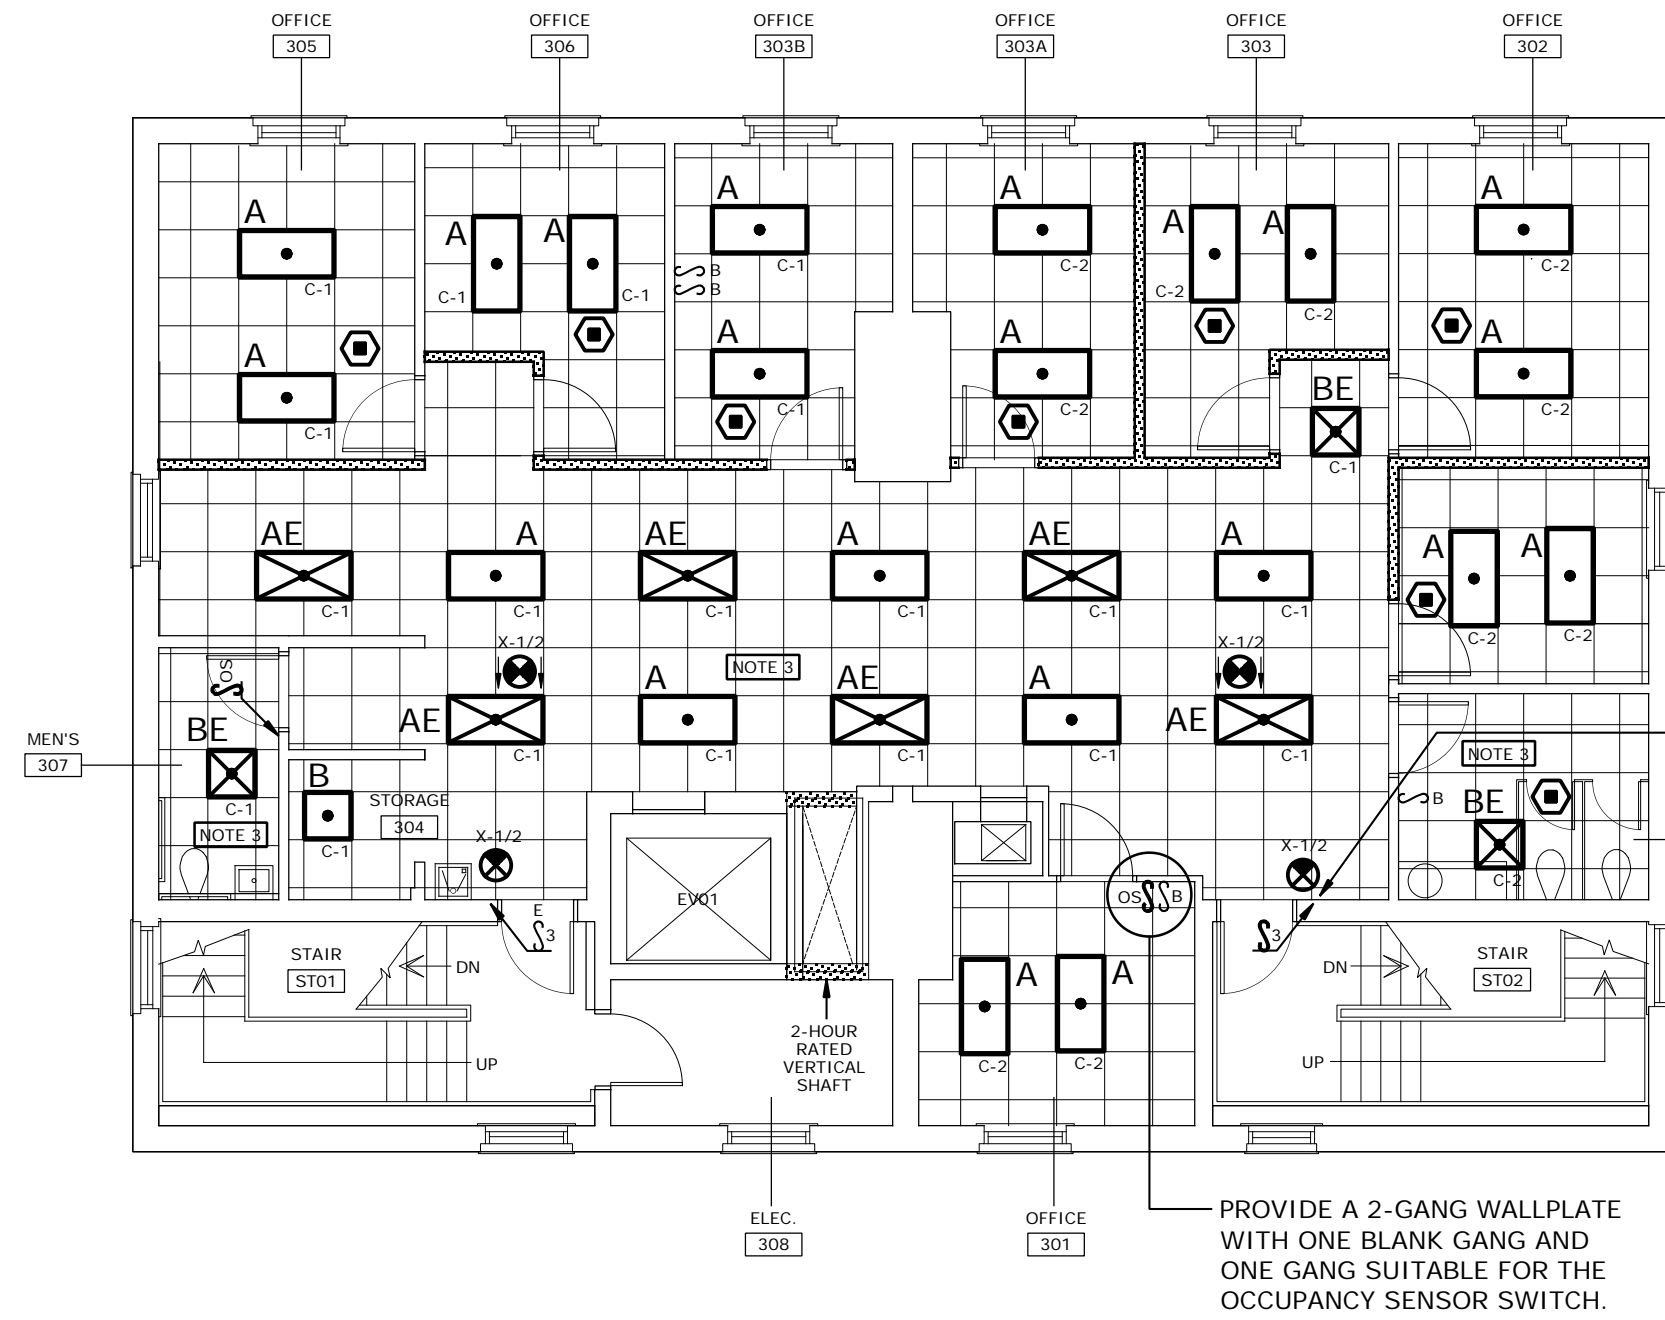 OFFICE
305
OFFICE
306
OFFICE
303B
OFFICE
303A
OFFICE
303
OFFICE
302
A
C-1
A
C-1
A
C-1
A
C-1
A
C-1
B
B
A
C-1
A
C-2
A
C-2
A
C-2
A
C-2
A
C-2
A
C-2
BE
C-1
AE
C-1
A
C-1
AE
C-1
A
C-1
AE
C-1
A
C-1
A
C-2
A
C-2
X-1/2
NOTE 3
X-1/2
AE
C-1
A
C-1
AE
C-1
A
C-1
AE
C-1
OS
MEN'S
307
BE
C-1
NOTE 3
B
C-1
STORAGE
304
X-1/2
E
3
EV01
OS
B
X-1/2
3
NOTE 3
B
BE
C-2
STAIR
ST01
DN
UP
2-HOUR
RATED
VERTICAL
SHAFT
A
C-2
A
C-2
DN
STAIR
ST02
UP
ELEC.
308
OFFICE
301
PROVIDE A 2-GANG WALLPLATE
WITH ONE BLANK GANG AND
ONE GANG SUITABLE FOR THE
OCCUPANCY SENSOR SWITCH.